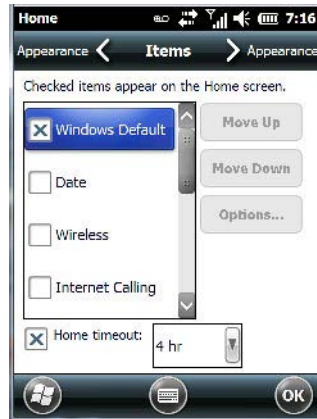 Home 7:16
Appearance Items Appearance
Checked items appear on the Home screen.
Windows Default
Move Up
Date
Move Down
Wireless
Options...
Internet Calling
Home timeout: 4 hr
OK